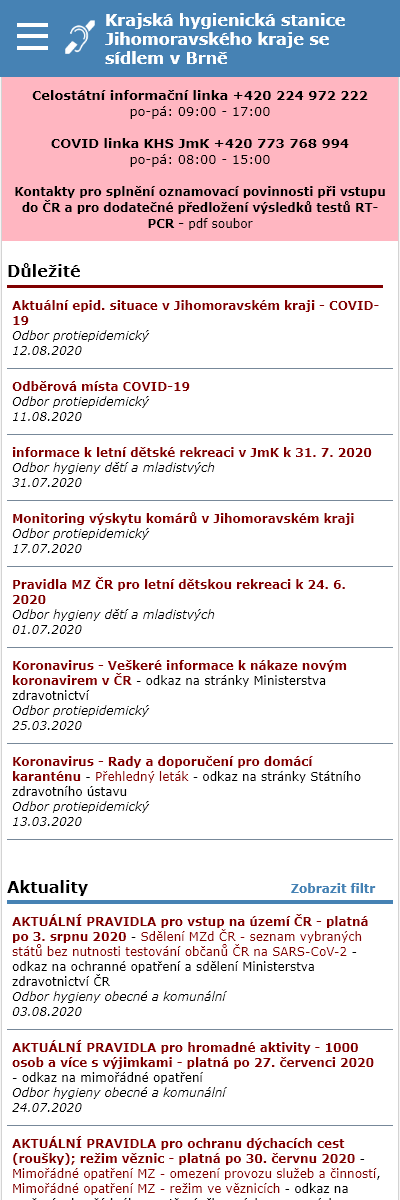 Krajská hygienická stanice
Jihomoravského kraje se
sídlem v Brně
Celostátní informační linka +420 224 972 222
po-pá: 09:00 - 17:00
COVID linka KHS JmK +420 773 768 994
po-pá: 08:00 - 15:00
Kontakty pro splnění oznamovací povinnosti při vstupu
do ČR a pro dodatečné předložení výsledků testů RT-
PCR - pdf soubor
Důležité
Aktuální epid. situace v Jihomoravském kraji - COVID-
19
Odbor protiepidemický
12.08.2020
Odběrová místa COVID-19
Odbor protiepidemický
11.08.2020
informace k letní dětské rekreaci v JmK k 31. 7. 2020
Odbor hygieny dětí a mladistvých
31.07.2020
Monitoring výskytu komárů v Jihomoravském kraji
Odbor protiepidemický
17.07.2020
Pravidla MZ ČR pro letní dětskou rekreaci k 24. 6.
2020
Odbor hygieny dětí a mladistvých
01.07.2020
Koronavirus - Veškeré informace k nákaze novým
koronavirem v ČR - odkaz na stránky Ministerstva
zdravotnictví
Odbor protiepidemický
25.03.2020
Koronavirus - Rady a doporučení pro domácí
karanténu - Přehledný leták - odkaz na stránky Státního
zdravotního ústavu
Odbor protiepidemický
13.03.2020
Aktuality Zobrazit filtr
AKTUÁLNÍ PRAVIDLA pro vstup na území ČR - platná
po 3. srpnu 2020 - Sdělení MZd ČR - seznam vybraných
států bez nutnosti testování občanů ČR na SARS-CoV-2 -
odkaz na ochranné opatření a sdělení Ministerstva
zdravotnictví ČR
Odbor hygieny obecné a komunální
03.08.2020
AKTUÁLNÍ PRAVIDLA pro hromadné aktivity - 1000
osob a více s výjimkami - platná po 27. červenci 2020
- odkaz na mimořádné opatření
Odbor hygieny obecné a komunální
24.07.2020
AKTUÁLNÍ PRAVIDLA pro ochranu dýchacích cest
(roušky); režim věznic - platná po 30. červnu 2020 -
Mimořádné opatření MZ - omezení provozu služeb a činností,
Mimořádné opatření MZ - režim ve věznicích - odkaz na